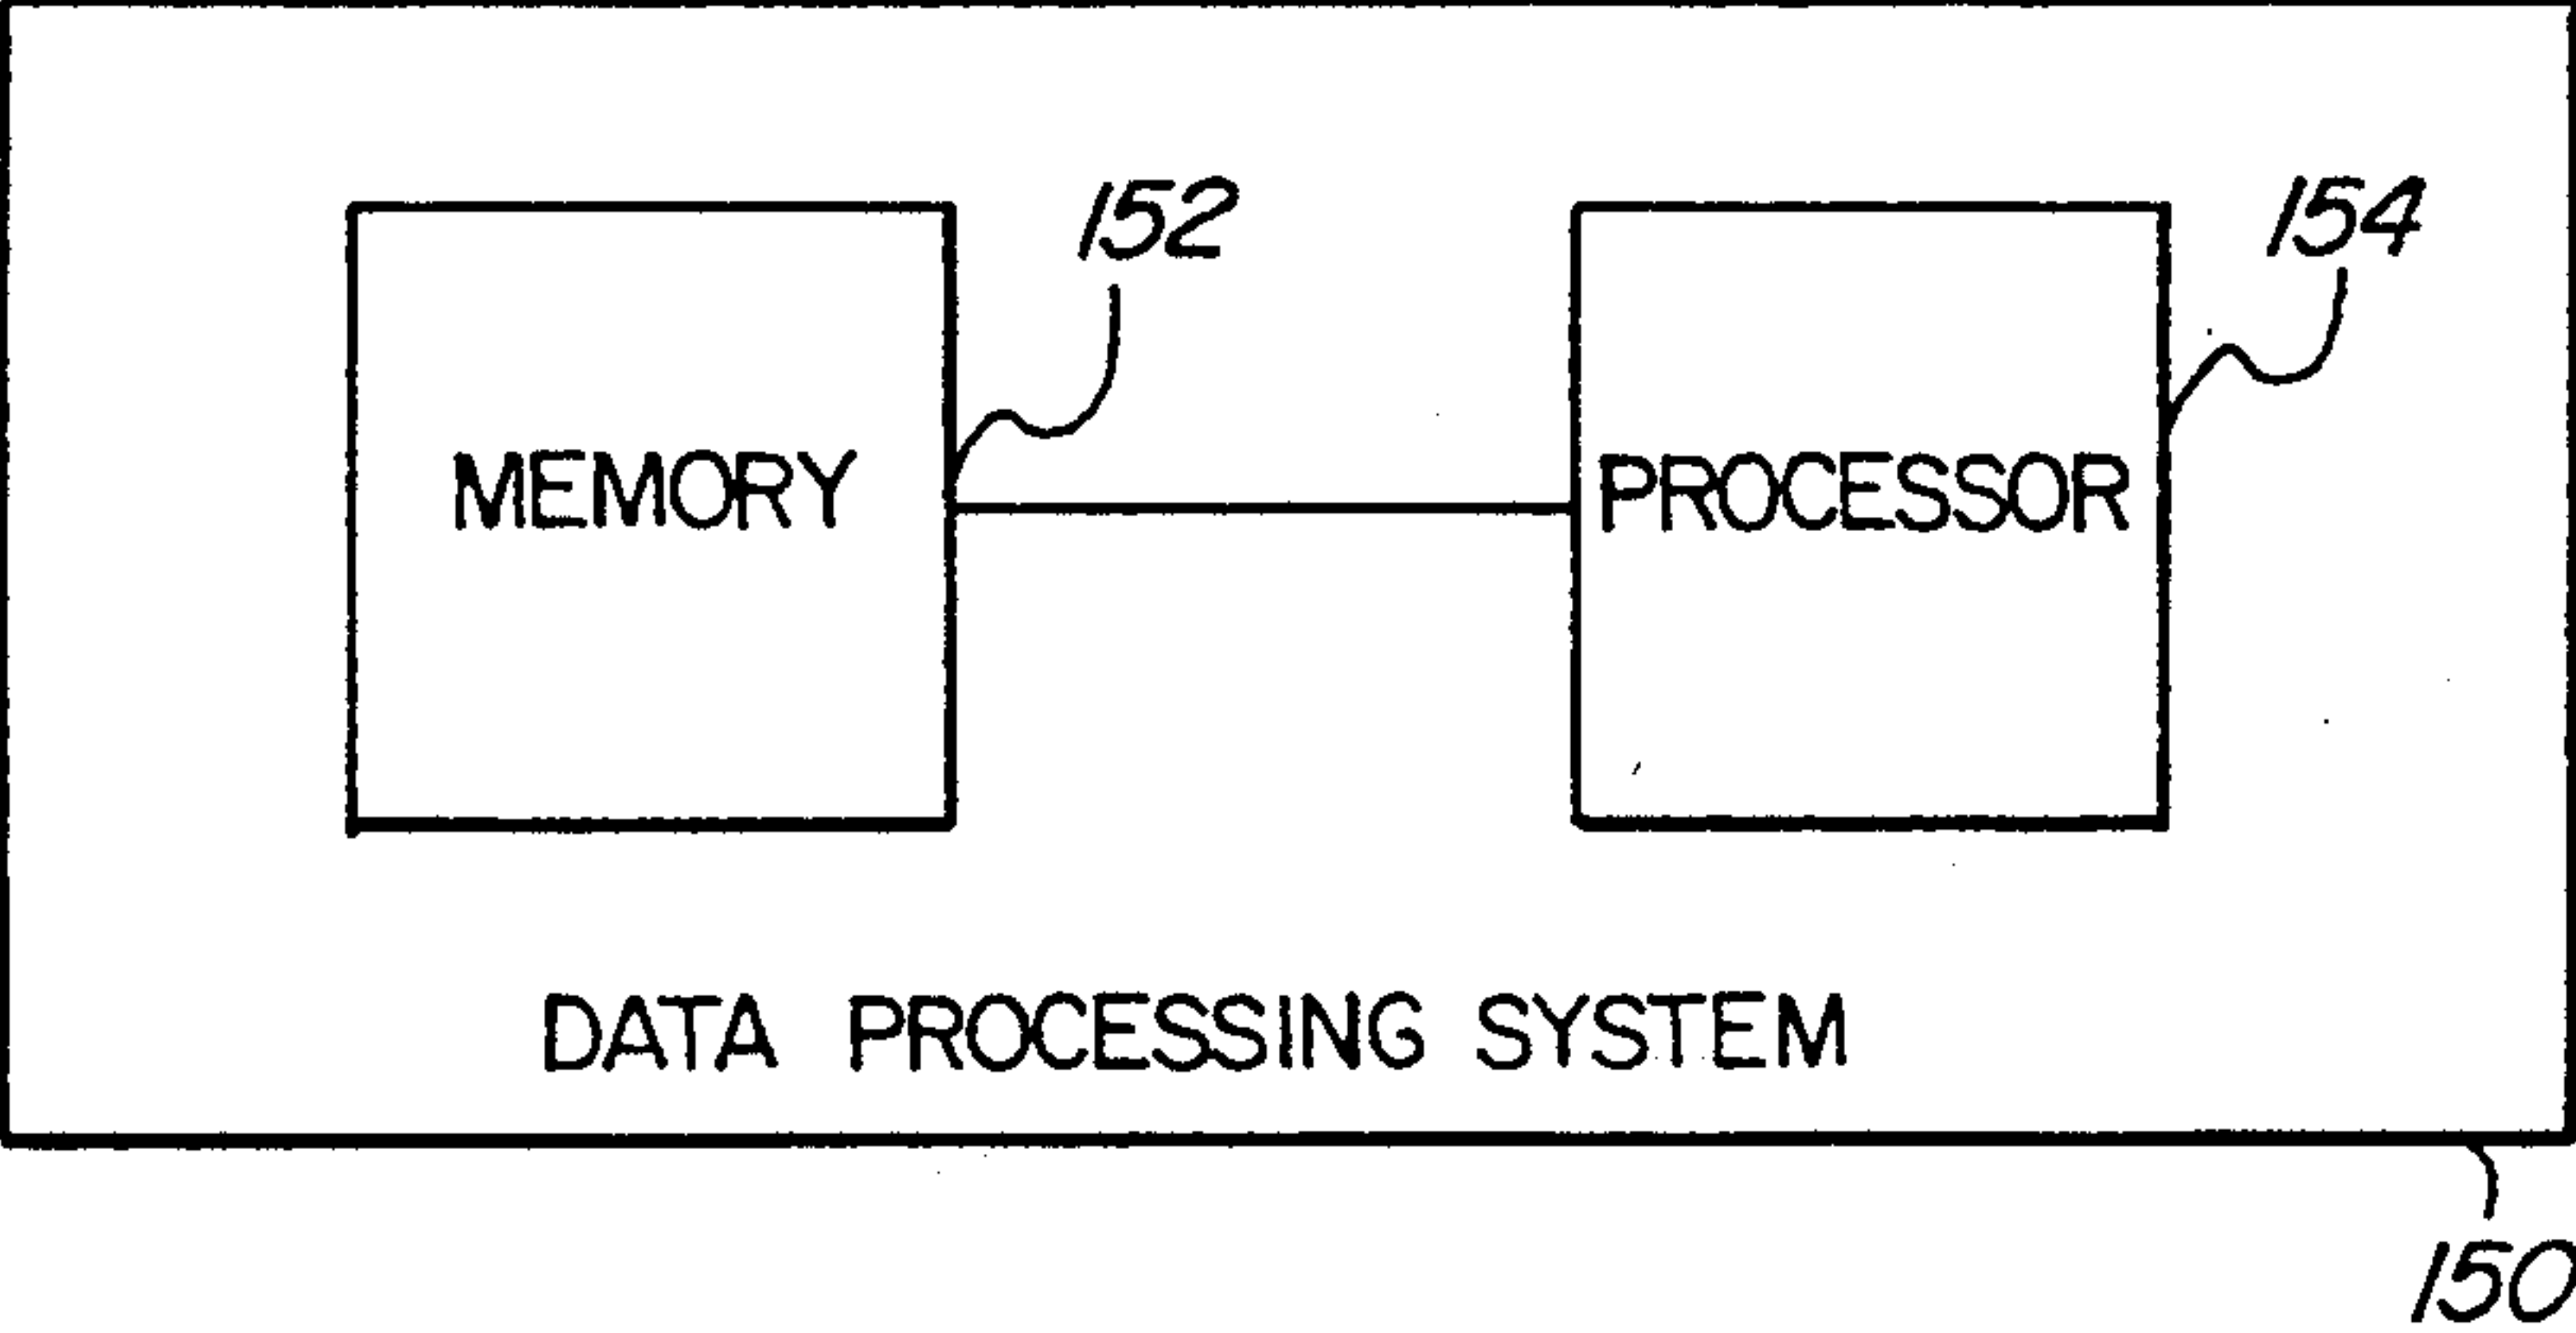 152
154
MEMORY
PROCESSOR
DATA PROCESSING SYSTEM
150